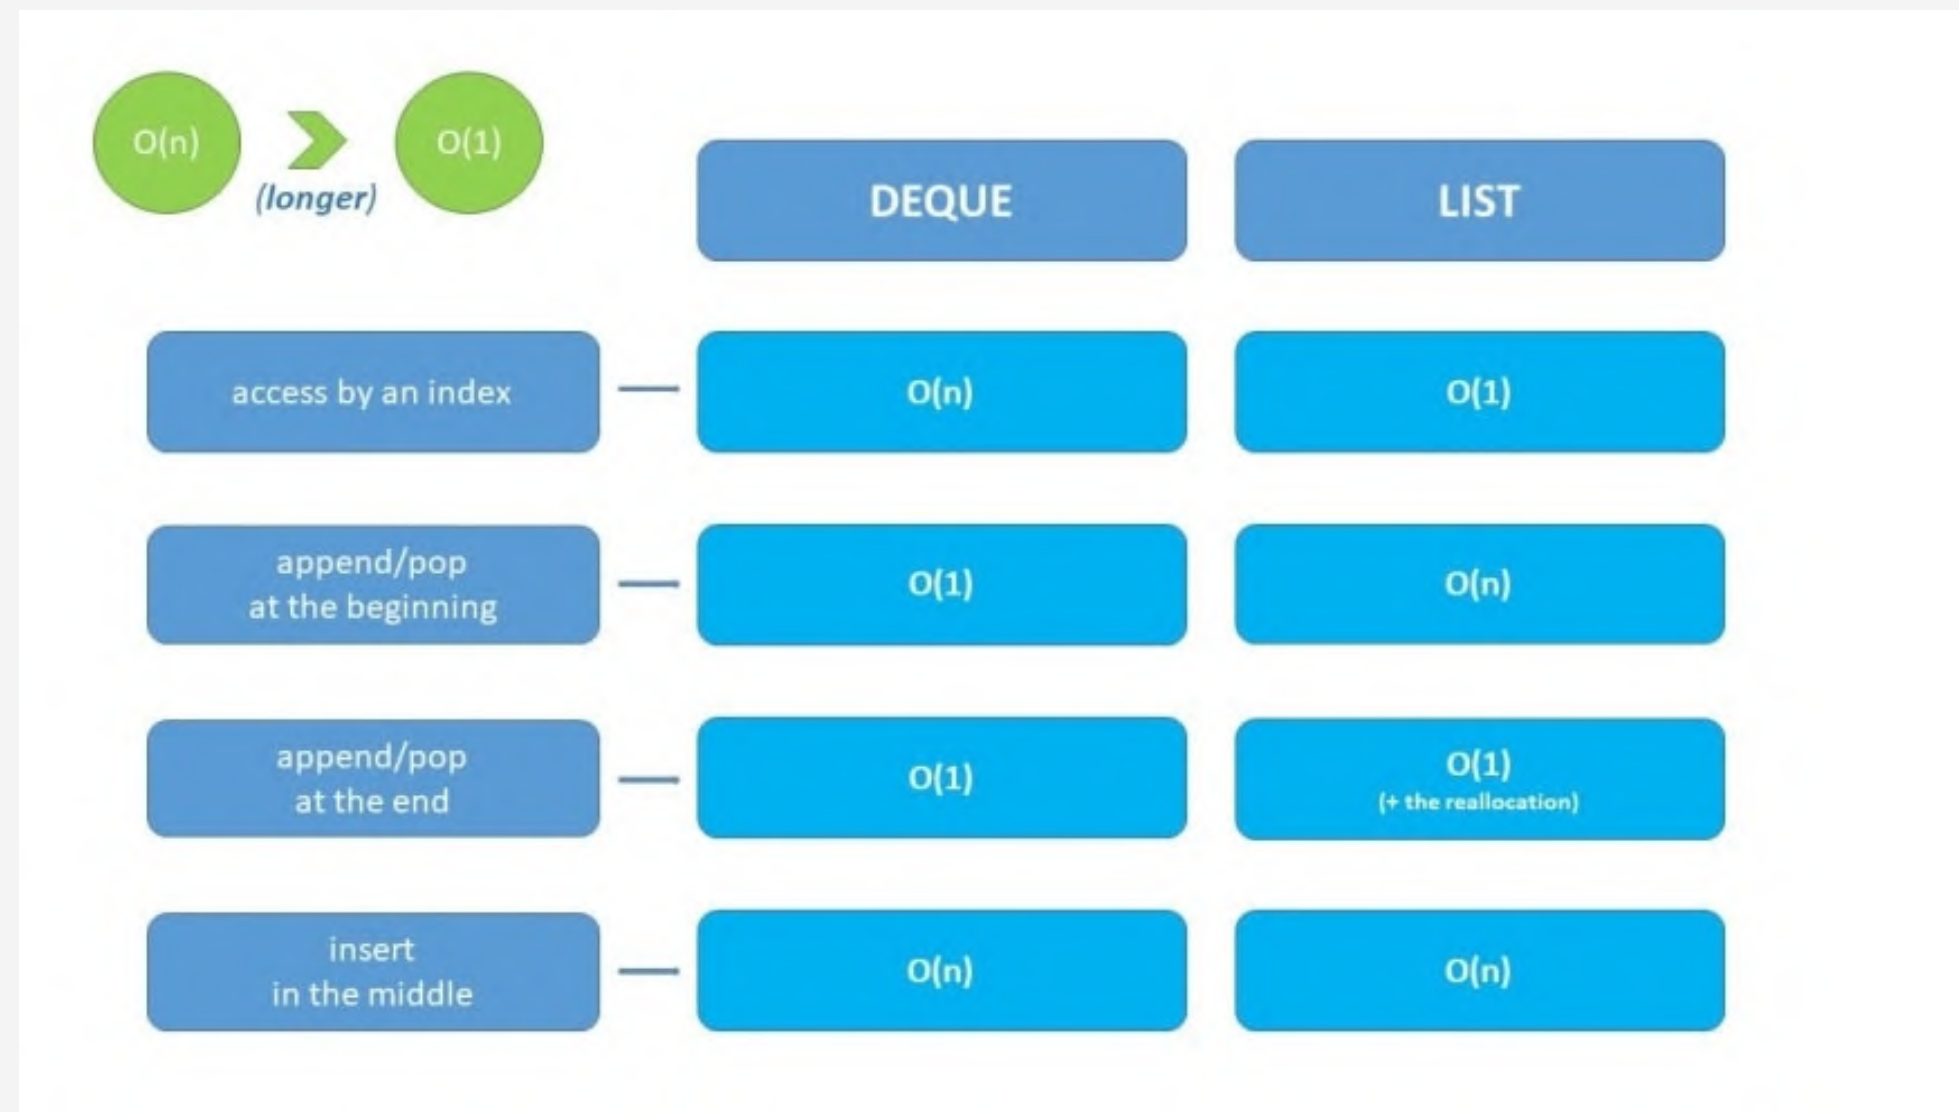 O(n)
O(1)
(longer)
DEQUE
LIST
access by an index
O(n)
O(1)
append/pop
at the beginning
O(1)
O(n)
append/pop
at the end
O(1)
O(1)
(+ the reallocation)
insert
in the middle
O(n)
O(n)